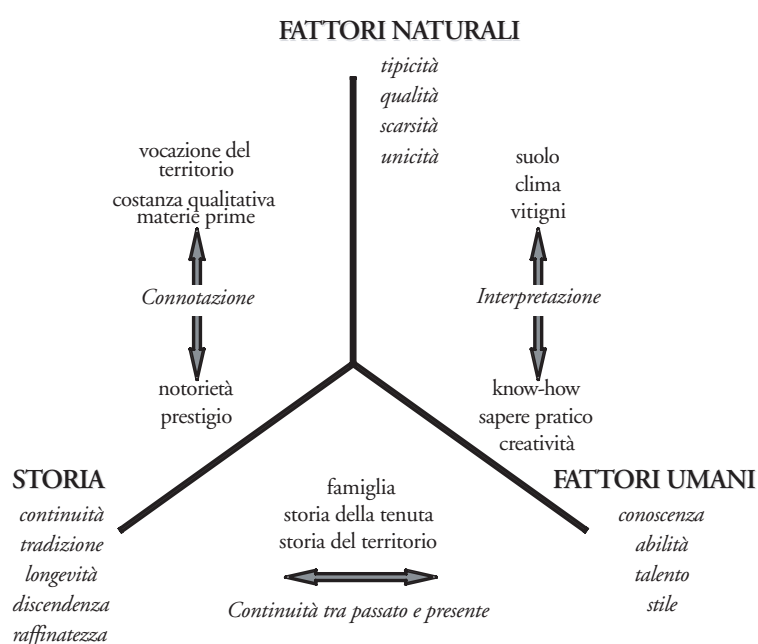 FATTORI NATURALI
tipicità
qualità
scarsità
unicità
vocazione del
territorio
costanza qualitativa
materie prime
Connotazione
notorietà
prestigio
suolo
clima
vitigni
Interpretazione
know-how
sapere pratico
creatività
STORIA
continuità
tradizione
longevità
discendenza
raffinatezza
famiglia
storia della tenuta
storia del territorio
Continuità tra passato e presente
FATTORI UMANI
conoscenza
abilità
talento
stile